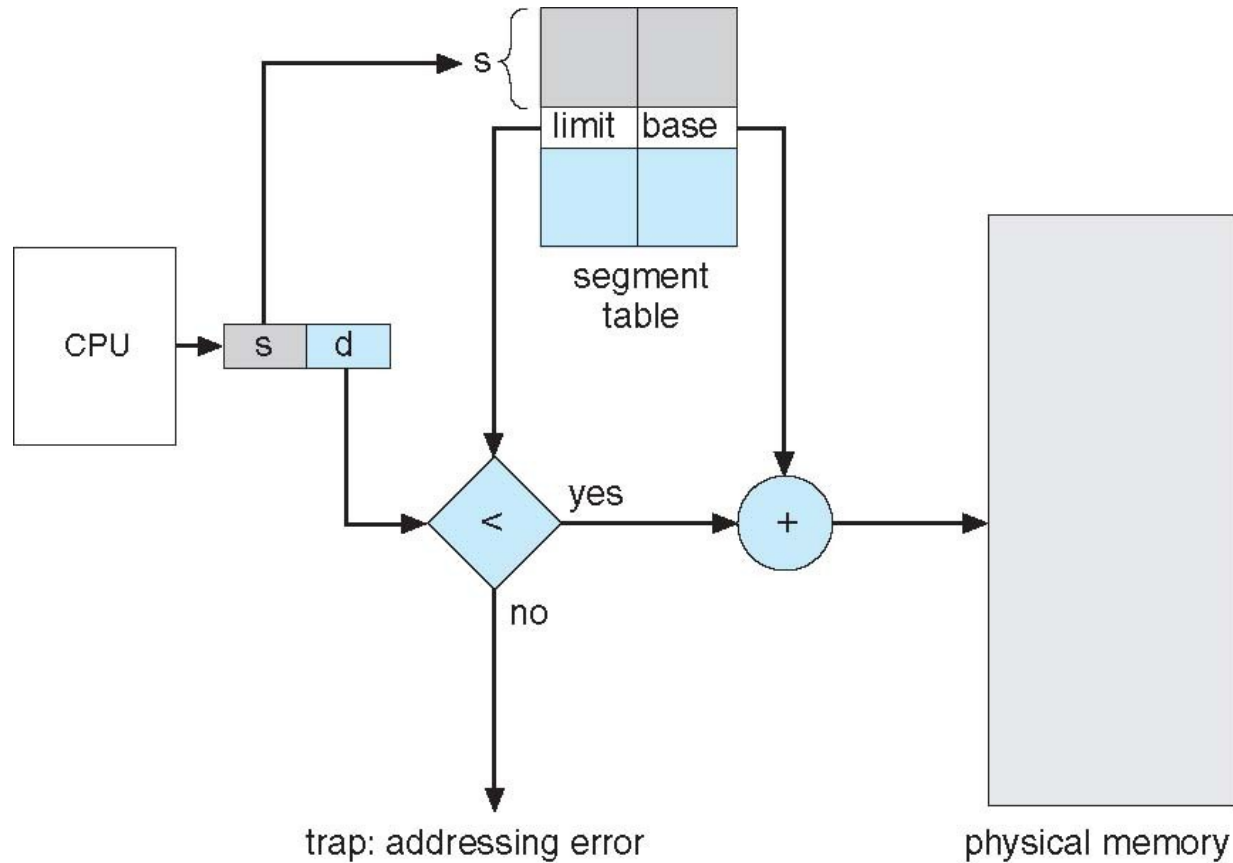 s
limit base
segment
table
CPU
s d
< yes +
no
trap: addressing error
physical memory